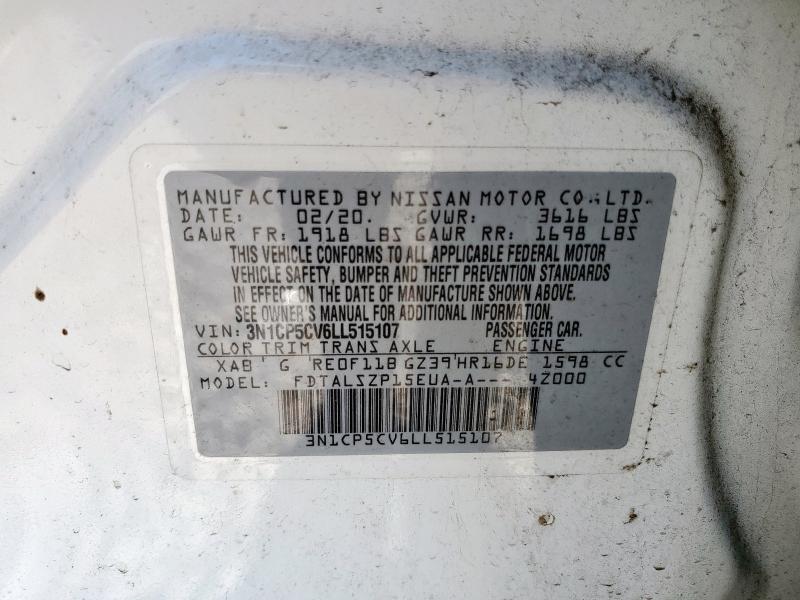 MANUFACTURED BY NISSAN MOTOR CO.,LTD.
DATE: 02/20. GVWR: 3616 LBS
GAWR FR: 1918 LBS GAWR RR: 1698 LBS
THIS VEHICLE CONFORMS TO ALL APPLICABLE FEDERAL MOTOR
VEHICLE SAFETY, BUMPER AND THEFT PREVENTION STANDARDS
IN EFFECT ON THE DATE OF MANUFACTURE SHOWN ABOVE.
SEE OWNER'S MANUAL FOR ADDITIONAL INFORMATION.
VIN: 3N1CP5CV6LL515107 PASSENGER CAR.
COLOR TRIM TRANS AXLE ENGINE
XAB G RE0F11B GZ39 HR16DE 1598 CC
MODEL: FDTALSZP15EUA-A--- 4Z000
3N1CP5CV6LL515107